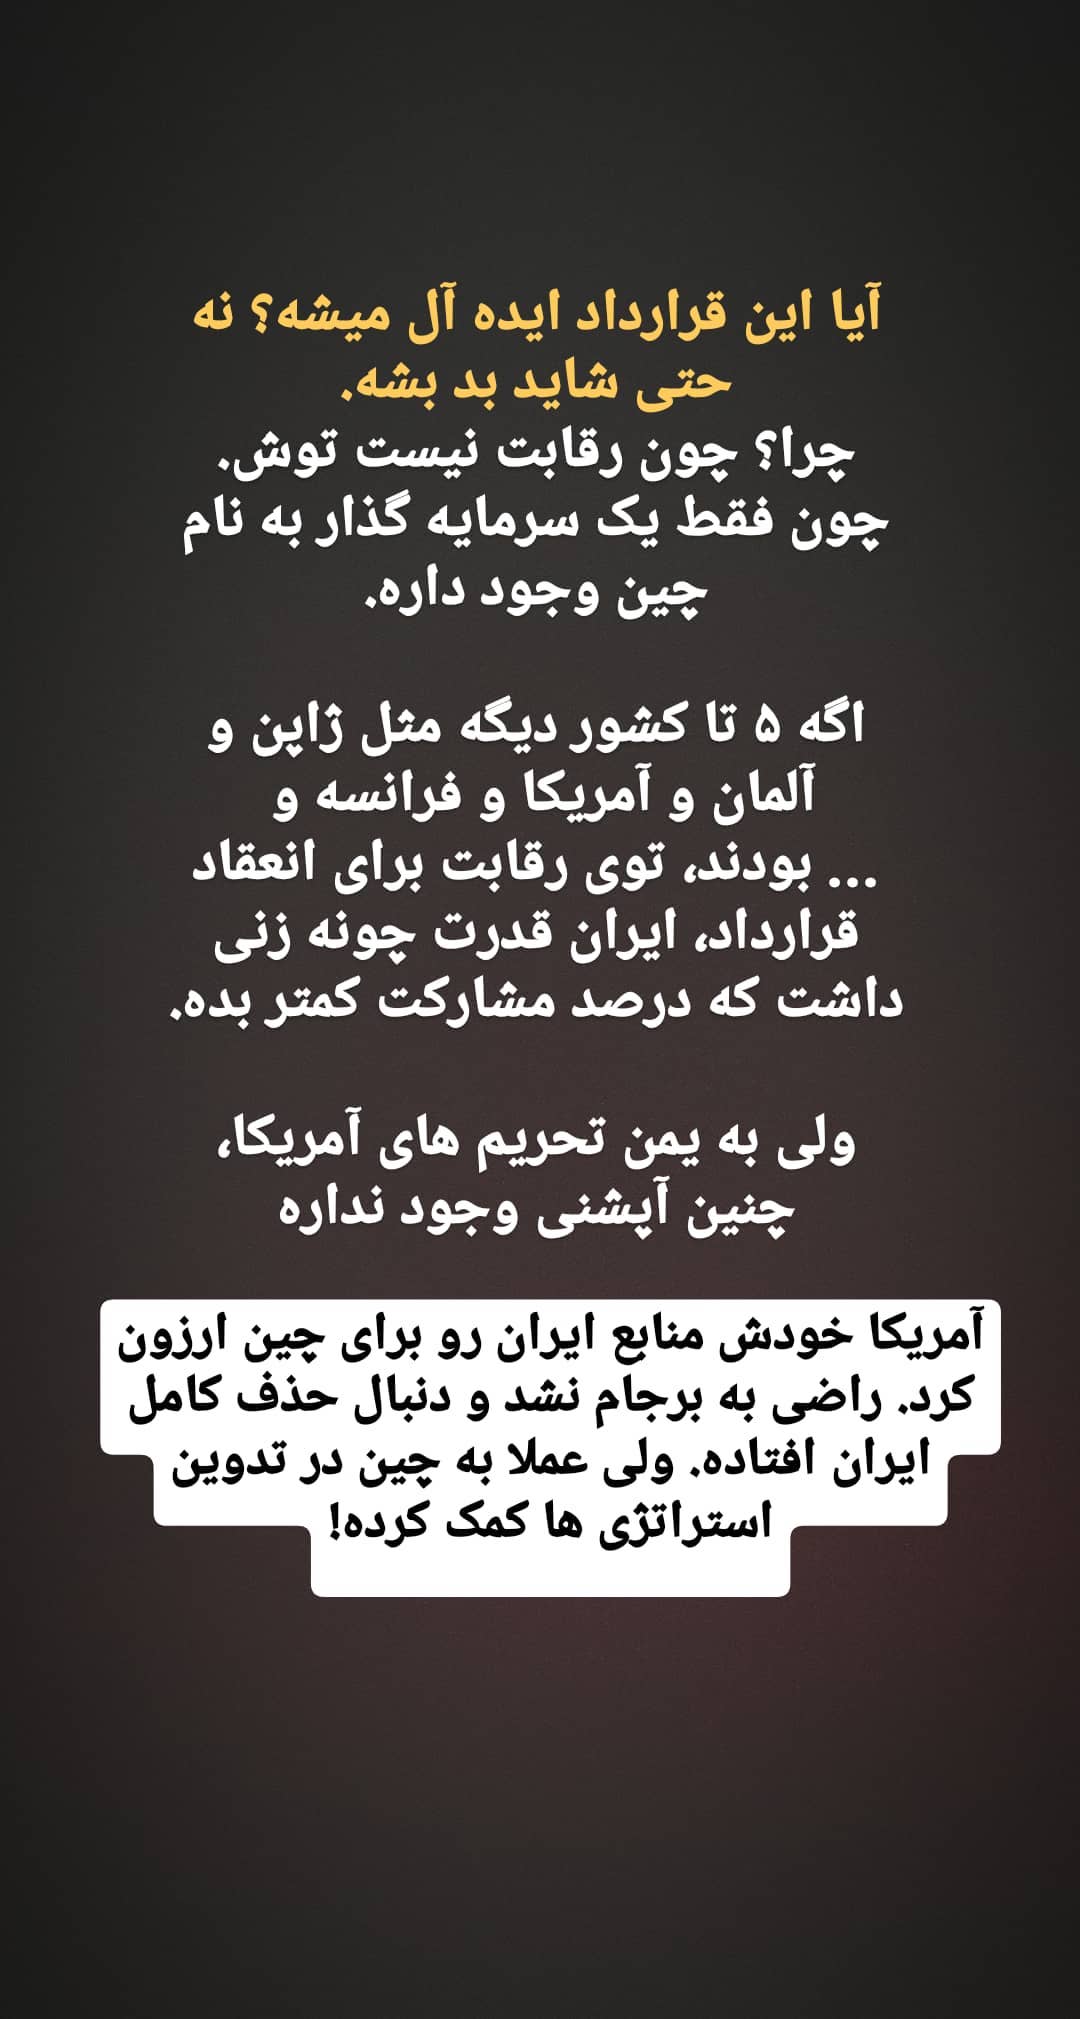 آیا این قرارداد ایده آل میشه؟ نه
حتی شاید بد بشه.
چرا؟ چون رقابت نیست توش.
چون فقط یک سرمایه گذار به نام
چین وجود داره.
اگه ۵ تا کشور دیگه مثل ژاپن و
آلمان و آمریکا و فرانسه و
... بودند، توی رقابت برای انعقاد
قرارداد، ایران قدرت چونه زنی
داشت که درصد مشارکت کمتر بده.
ولی به یمن تحریم های آمریکا،
چنین آپشنی وجود نداره
آمریکا خودش منابع ایران رو برای چین ارزون
کرد. راضی به برجام نشد و دنبال حذف کامل
ایران افتاده. ولی عملا به چین در تدوین
استراتژی ها کمک کرده!